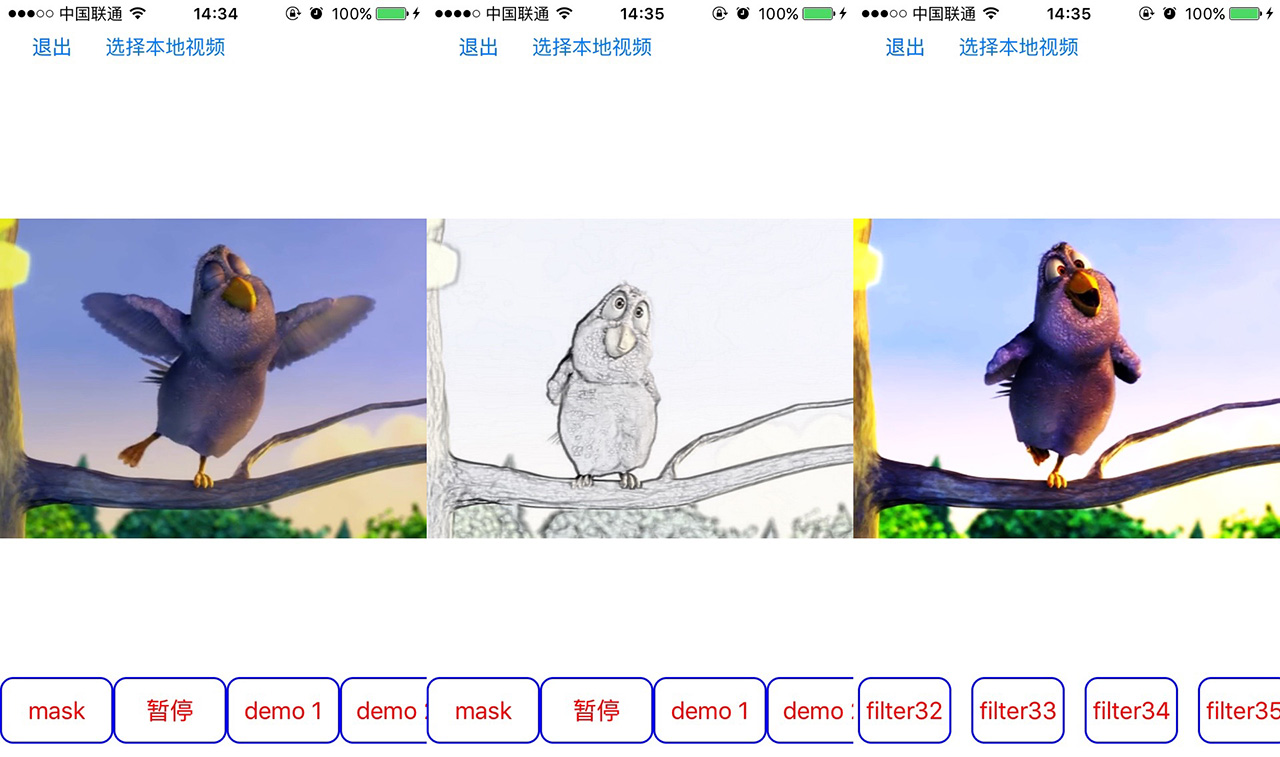 中国联通 14:34 100%
退出 选择本地视频
mask 暂停 demo 1 demo
中国联通 14:35 100%
退出 选择本地视频
mask 暂停 demo 1 demo
中国联通 14:35 100%
退出 选择本地视频
filter32 filter33 filter34 filter35